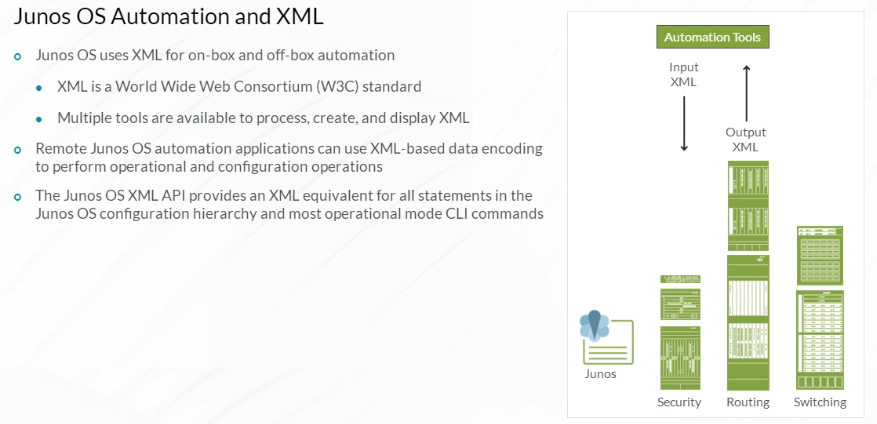 Junos OS Automation and XML
Junos OS uses XML for on-box and off-box automation
XML is a World Wide Web Consortium (W3C) standard
Multiple tools are available to process, create, and display XML
Remote Junos OS automation applications can use XML-based data encoding
to perform operational and configuration operations
The Junos OS XML API provides an XML equivalent for all statements in the
Junos OS configuration hierarchy and most operational mode CLI commands
Automation Tools
Input
XML
Output
XML
Junos
Security
Routing
Switching